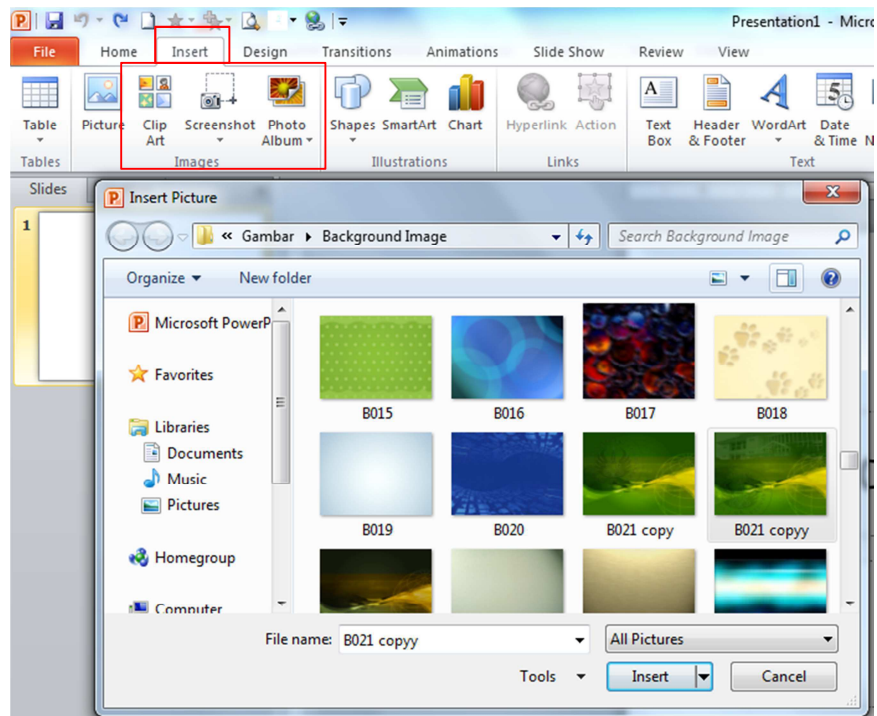 Presentation1 - Micro
File Home Insert Design Transitions Animations Slide Show Review View
Table Picture Clip Art Screenshot Photo Album Shapes SmartArt Chart Hyperlink Action Text Box Header & Footer WordArt Date & Time
Tables Images Illustrations Links Text
Slides
1
Insert Picture
« Gambar Background Image
Search Background Image
Organize New folder
Microsoft PowerP
Favorites
Libraries
Documents
Music
Pictures
Homegroup
Computer
B015 B016 B017 B018
B019 B020 B021 copy B021 copyy
File name: B021 copyy All Pictures
Tools Insert Cancel